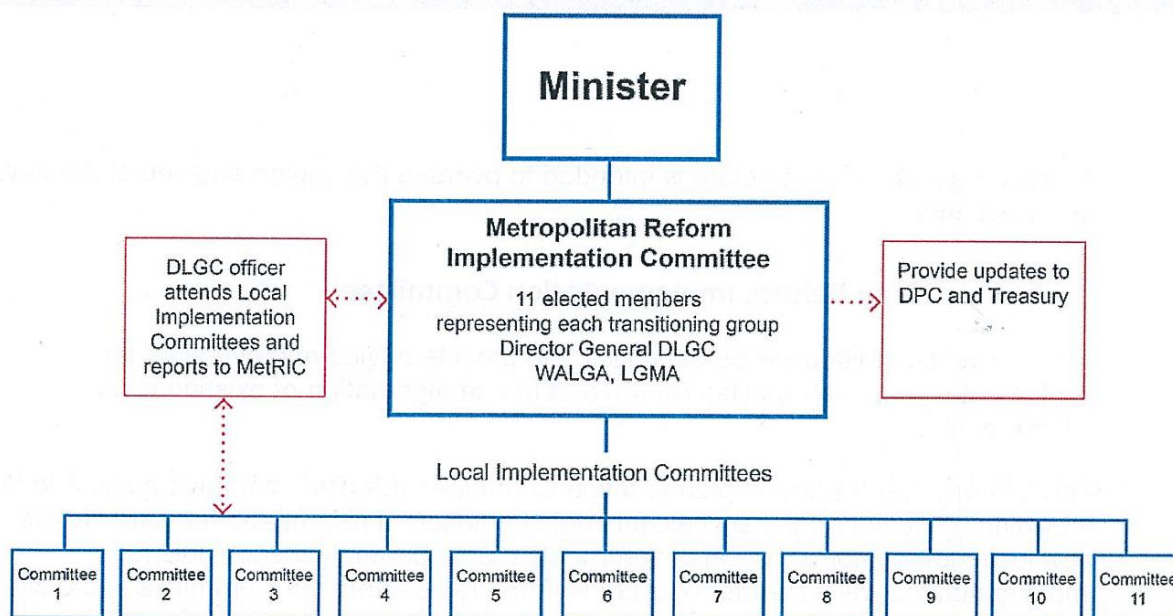 Minister
Metropolitan Reform
Implementation Committee
11 elected members
representing each transitioning group
Director General DLGC
WALGA, LGMA
DLGC officer
attends Local
Implementation
Committees and
reports to MetRIC
Provide updates to
DPC and Treasury
Local Implementation Committees
Committee
1
Committee
2
Committee
3
Committee
4
Committee
5
Committee
6
Committee
7
Committee
8
Committee
9
Committee
10
Committee
11